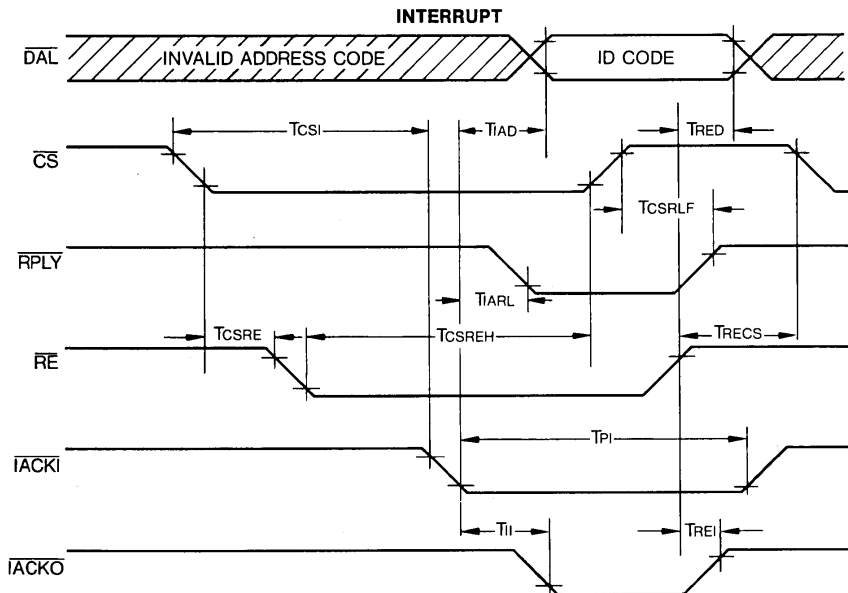 INTERRUPT
DAL
INVALID ADDRESS CODE
ID CODE
TCSI
TIAD
TRED
CS
TCSRLF
RPLY
TIARL
TCSRE
TCSREH
TRECS
RE
TPI
IACKI
TII
TREI
IACKO